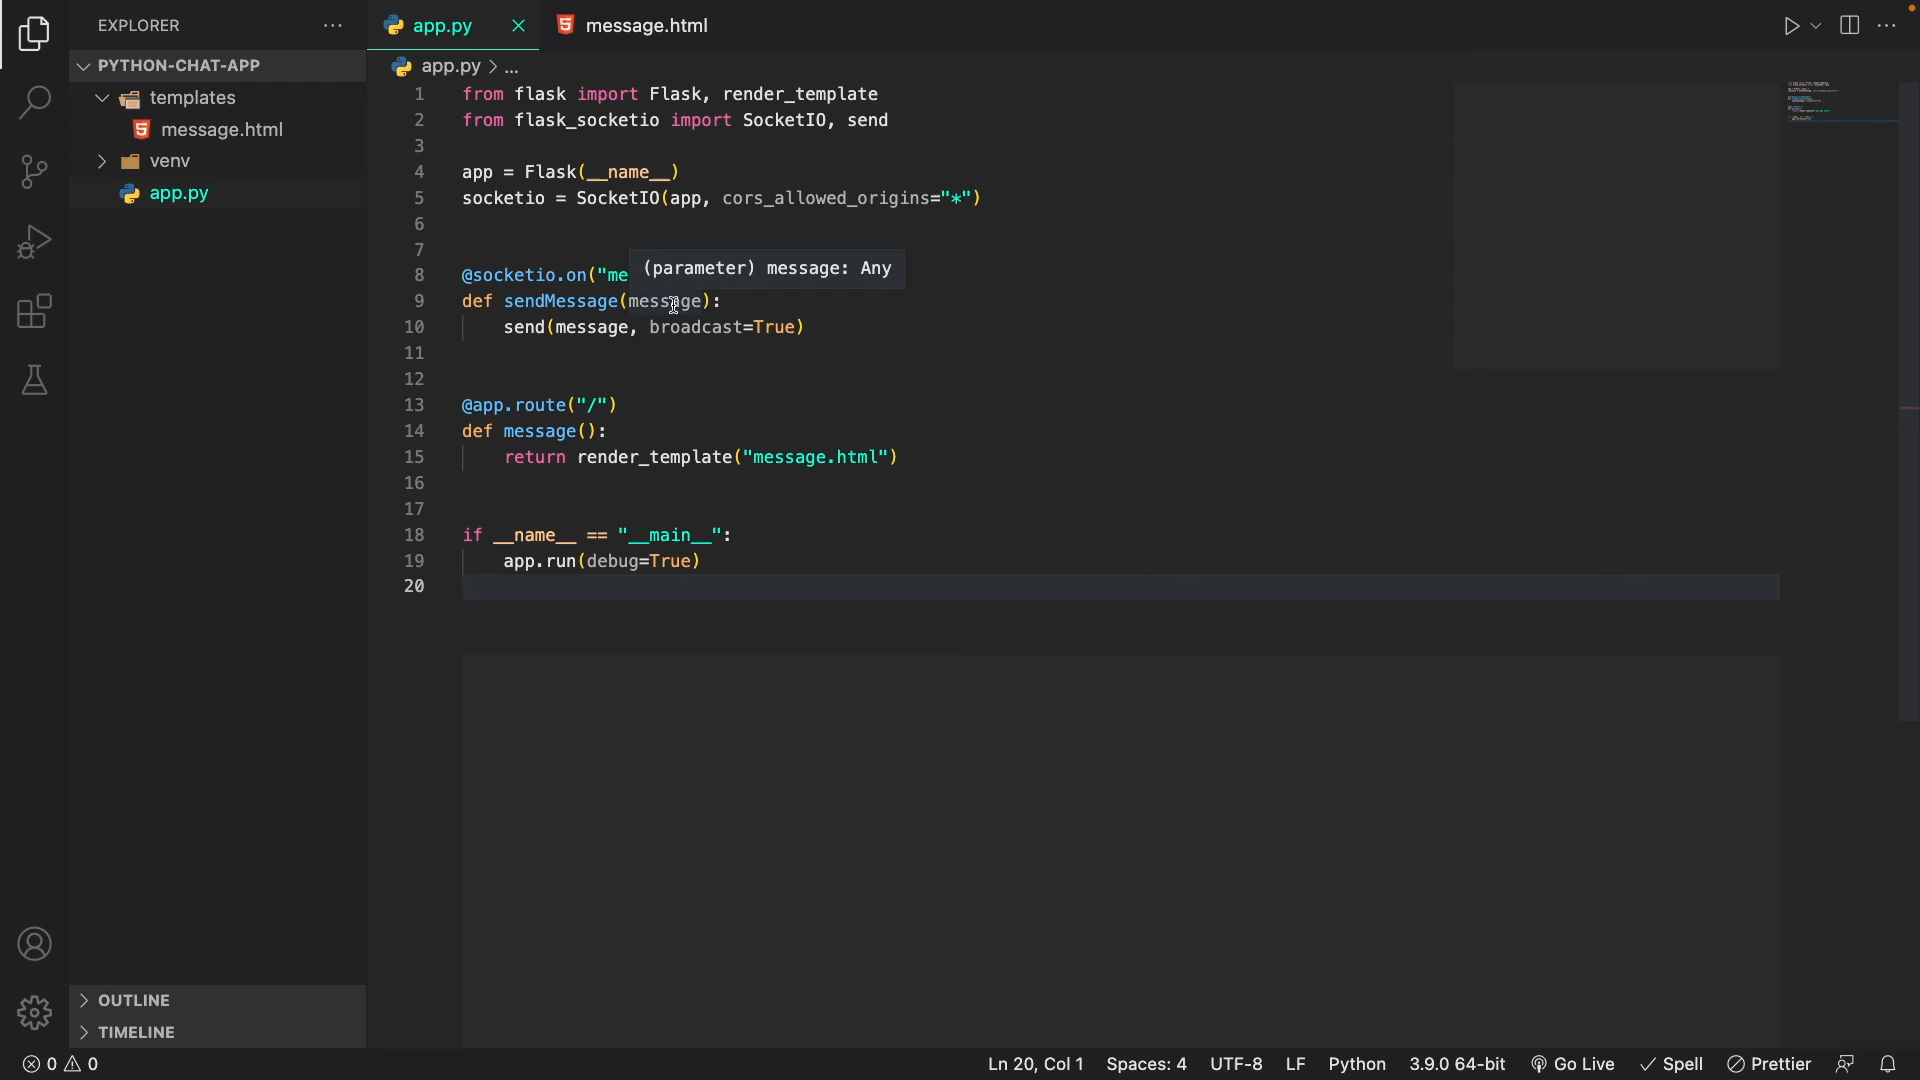 EXPLORER
PYTHON-CHAT-APP
templates
message.html
venv
app.py
OUTLINE
TIMELINE
app.py
message.html
app.py > ...
1 from flask import Flask, render_template
2 from flask_socketio import SocketIO, send
3
4 app = Flask(__name__)
5 socketio = SocketIO(app, cors_allowed_origins="*")
6
7
(parameter) message: Any
8 @socketio.on("me
9 def sendMessage(message):
10 send(message, broadcast=True)
11
12
13 @app.route("/")
14 def message():
15 return render_template("message.html")
16
17
18 if __name__ == "__main__":
19 app.run(debug=True)
20
0 0 Ln 20, Col 1 Spaces: 4 UTF-8 LF Python 3.9.0 64-bit Go Live Spell Prettier